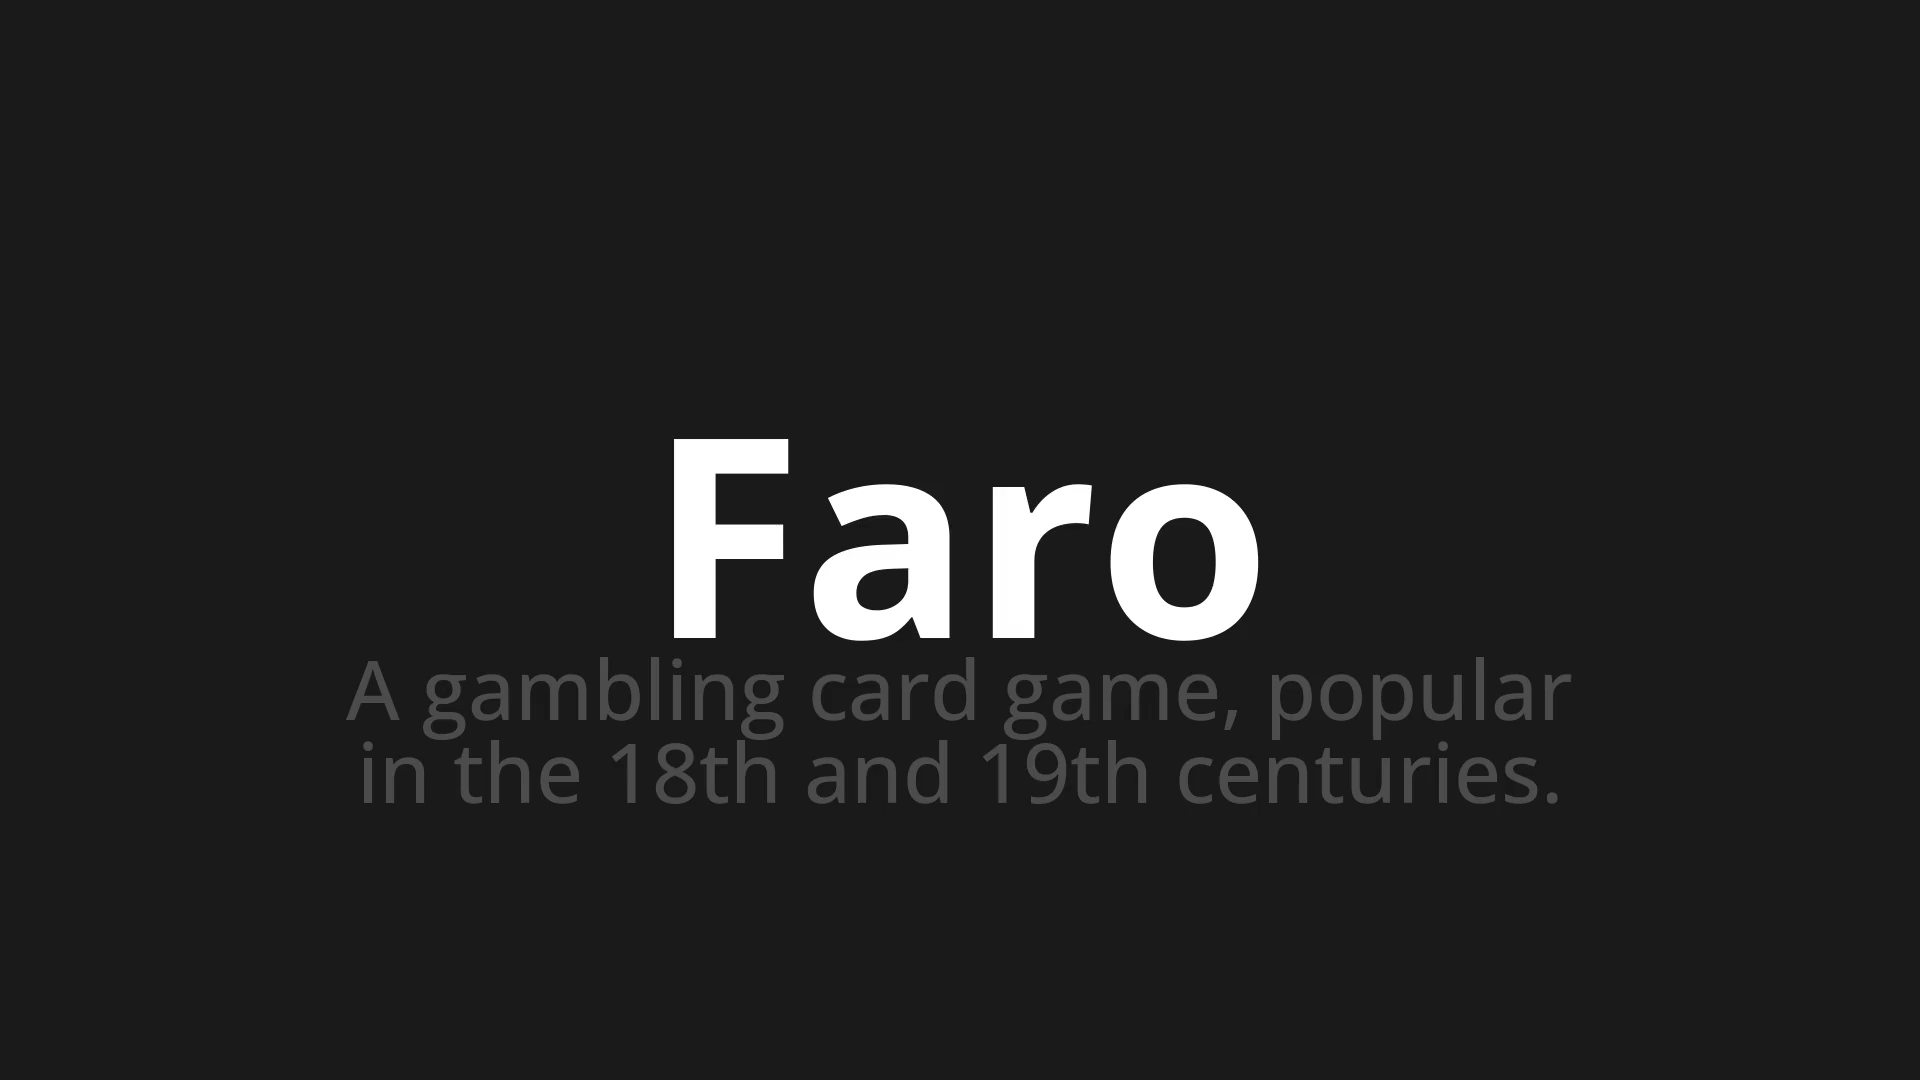 Faro
A gambling card game, popular
in the 18th and 19th centuries.